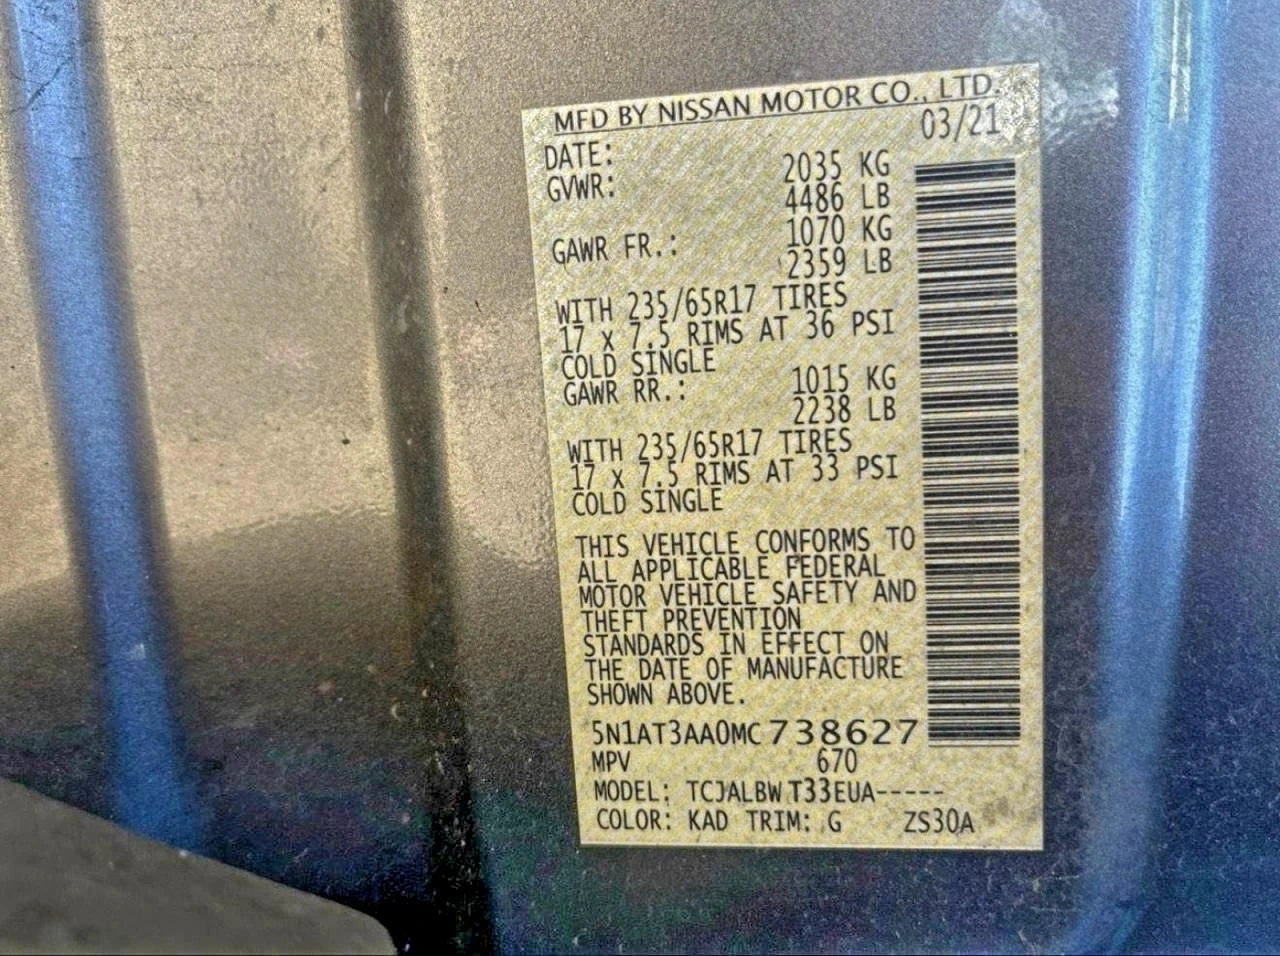 MFD BY NISSAN MOTOR CO., LTD.
DATE: 03/21
GVWR: 2035 KG
4486 LB
GAWR FR.: 1070 KG
2359 LB
WITH 235/65R17 TIRES
17 x 7.5 RIMS AT 36 PSI
COLD SINGLE
GAWR RR.: 1015 KG
2238 LB
WITH 235/65R17 TIRES
17 x 7.5 RIMS AT 33 PSI
COLD SINGLE
THIS VEHICLE CONFORMS TO
ALL APPLICABLE FEDERAL
MOTOR VEHICLE SAFETY AND
THEFT PREVENTION
STANDARDS IN EFFECT ON
THE DATE OF MANUFACTURE
SHOWN ABOVE.
5N1AT3AA0MC738627
MPV 670
MODEL: TCJALBWT33EUA-----
COLOR: KAD TRIM: G ZS30A